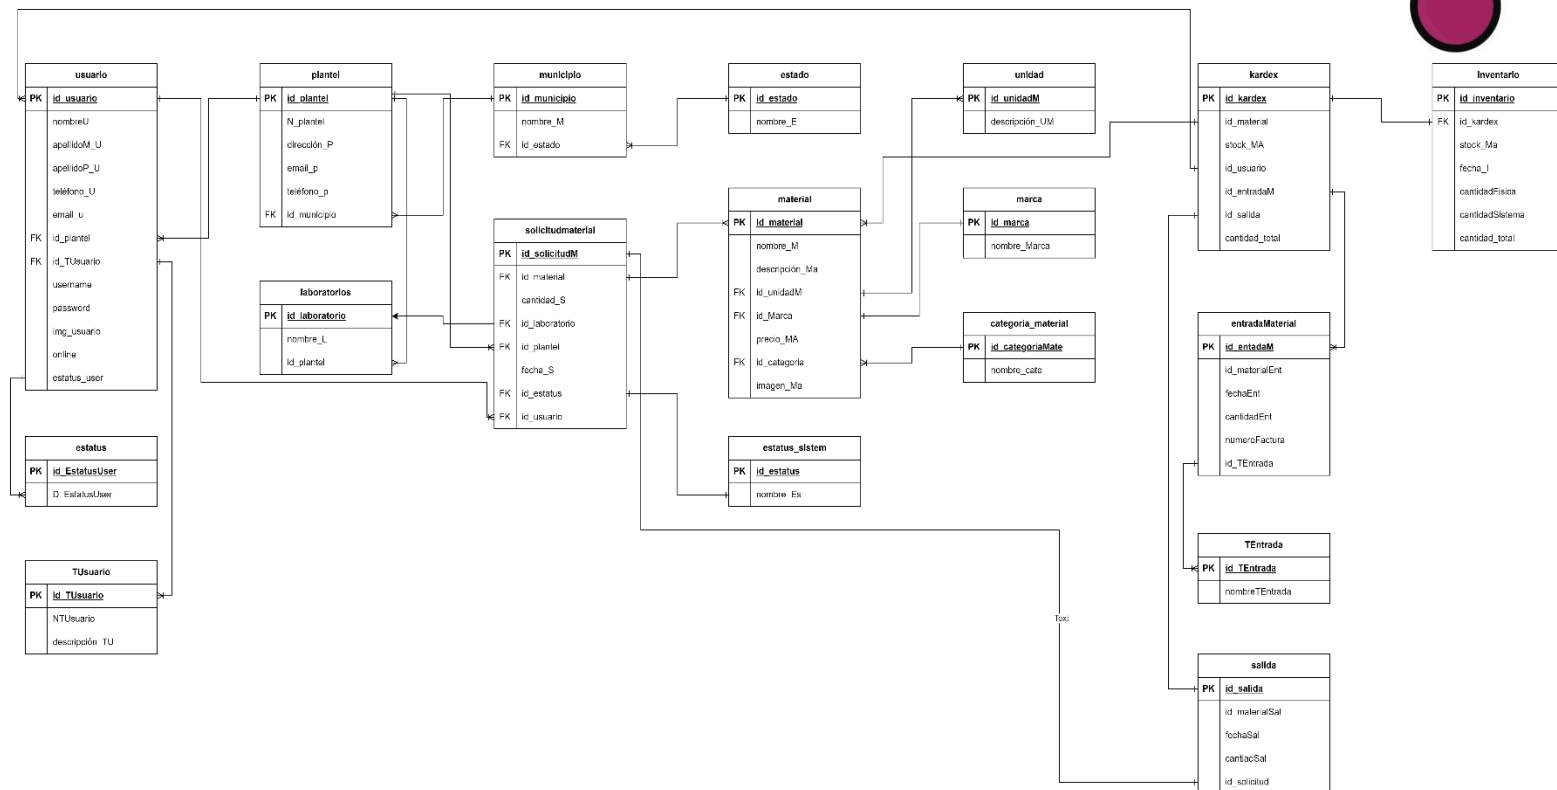 usuario
PK id_usuario
nombreU
apellidoM_U
apellidoP_U
teléfono_U
email_u
FK id_plantel
FK id_TUsuario
username
password
img_usuario
online
estatus_user
estatus
PK id_EstatusUser
D_EstatusUser
TUsuario
PK id_TUsuario
NTUsuario
descripción_TU
plantel
PK id_plantel
N_plantel
dirección_P
email_p
teléfono_p
FK id_municipio
laboratorios
PK id_laboratorio
nombre_L
id_plantel
municipio
PK id_municipio
nombre_M
FK id_estado
solicitudmaterial
PK id_solicitudM
FK id_material
cantidad_S
FK id_laboratorio
FK id_plantel
fecha_S
FK id_estatus
FK id_usuario
estado
PK id_estado
nombre_E
material
PK id_material
nombre_M
descripción_Ma
FK id_unidadM
FK id_Marca
precio_MA
FK id_categoria
imagen_Ma
estatus_sistem
PK id_estatus
nombre_Es
unidad
PK id_unidadM
descripción_UM
marca
PK id_marca
nombre_Marca
categoria_material
PK id_categoriaMate
nombre_cate
Text
kardex
PK id_kardex
id_material
stock_MA
id_usuario
id_entradaM
id_salida
cantidad_total
entradaMaterial
PK id_entadaM
id_materialEnt
fechaEnt
cantidadEnt
numeroFactura
id_TEntrada
TEntrada
PK id_TEntrada
nombreTEntrada
salida
PK id_salida
id_materialSal
fechaSal
cantiadSal
id_solicitud
Inventario
PK id_inventario
FK id_kardex
stock_Ma
fecha_I
cantidadFisica
cantidadSistema
cantidad_total